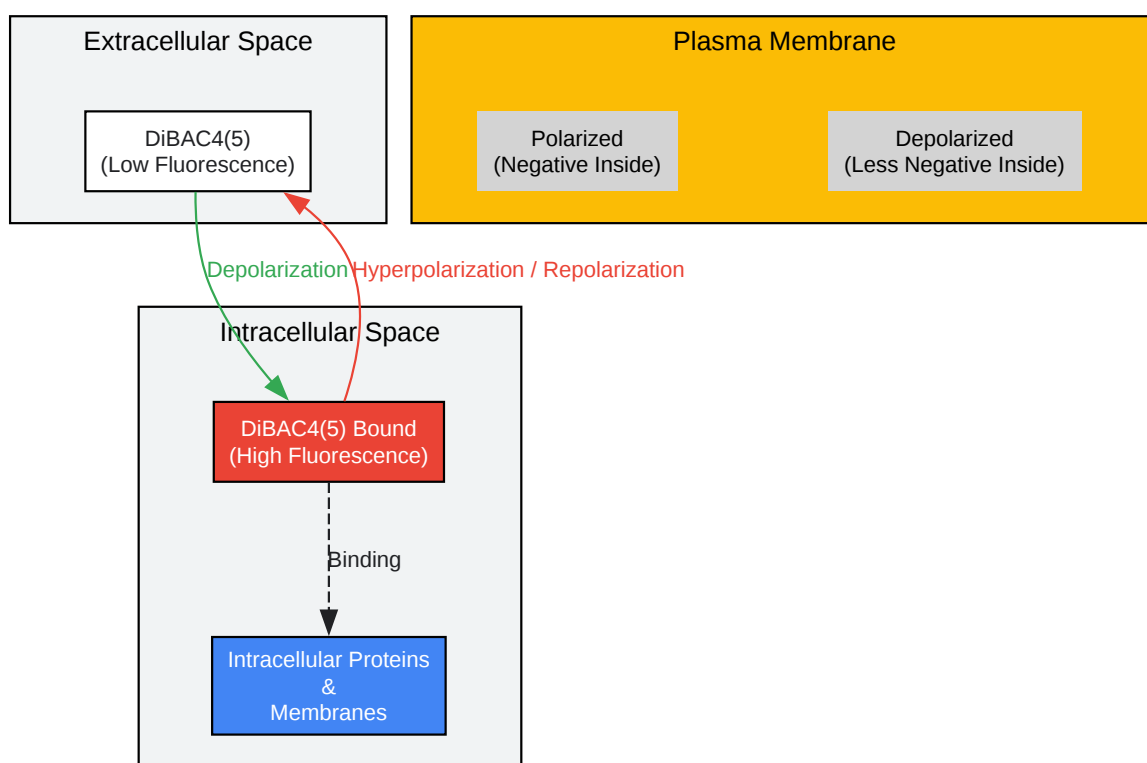 Extracellular Space
DiBAC4(5)
(Low Fluorescence)
Plasma Membrane
Polarized
(Negative Inside)
Depolarized
(Less Negative Inside)
Depolarization
Hyperpolarization / Repolarization
Intracellular Space
DiBAC4(5) Bound
(High Fluorescence)
Binding
Intracellular Proteins
&
Membranes